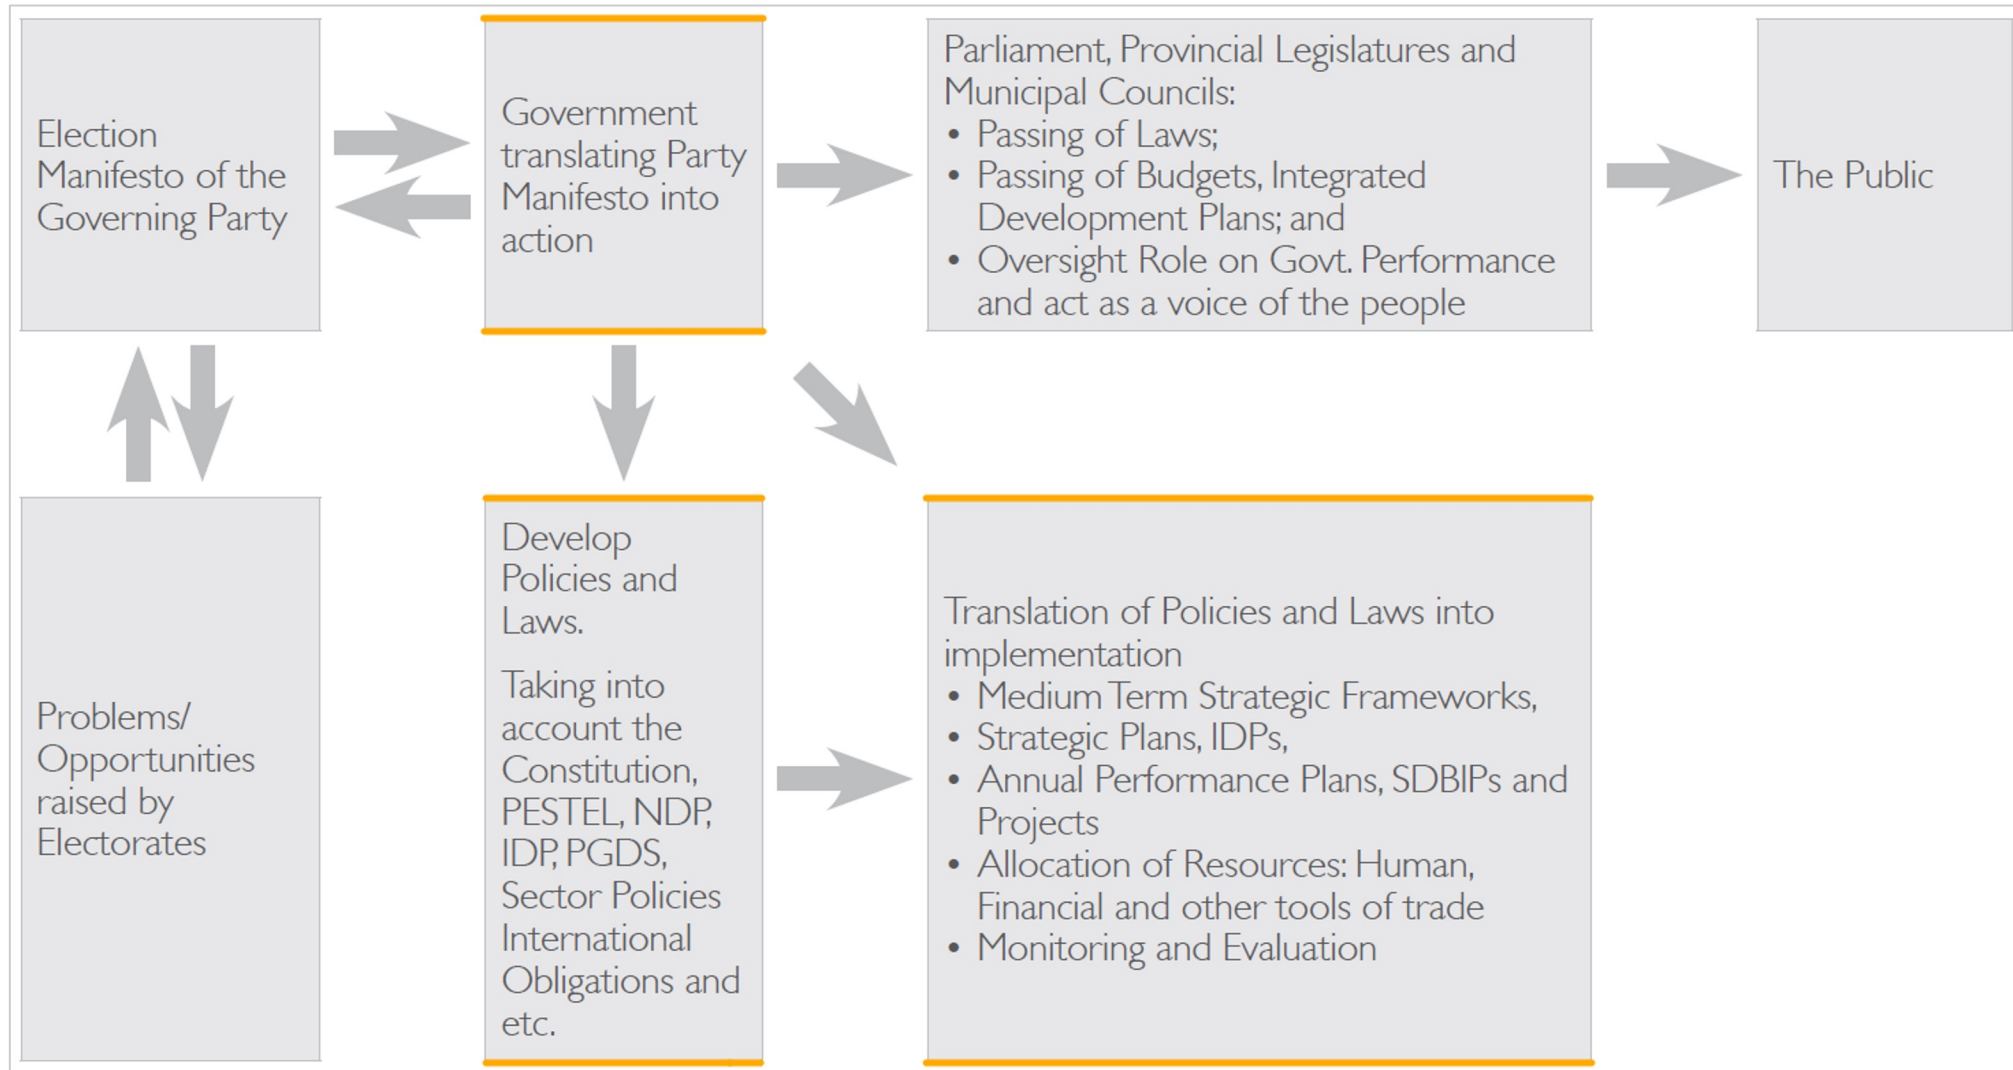 Election
Manifesto of the
Governing Party
Government
translating Party
Manifesto into
action
Parliament, Provincial Legislatures and
Municipal Councils:
• Passing of Laws;
• Passing of Budgets, Integrated
Development Plans; and
• Oversight Role on Govt. Performance
and act as a voice of the people
The Public
Problems/
Opportunities
raised by
Electorates
Develop
Policies and
Laws.
Taking into
account the
Constitution,
PESTEL, NDP,
IDP, PGDS,
Sector Policies
International
Obligations and
etc.
Translation of Policies and Laws into
implementation
• Medium Term Strategic Frameworks,
• Strategic Plans, IDPs,
• Annual Performance Plans, SDBIPs and
Projects
• Allocation of Resources: Human,
Financial and other tools of trade
• Monitoring and Evaluation